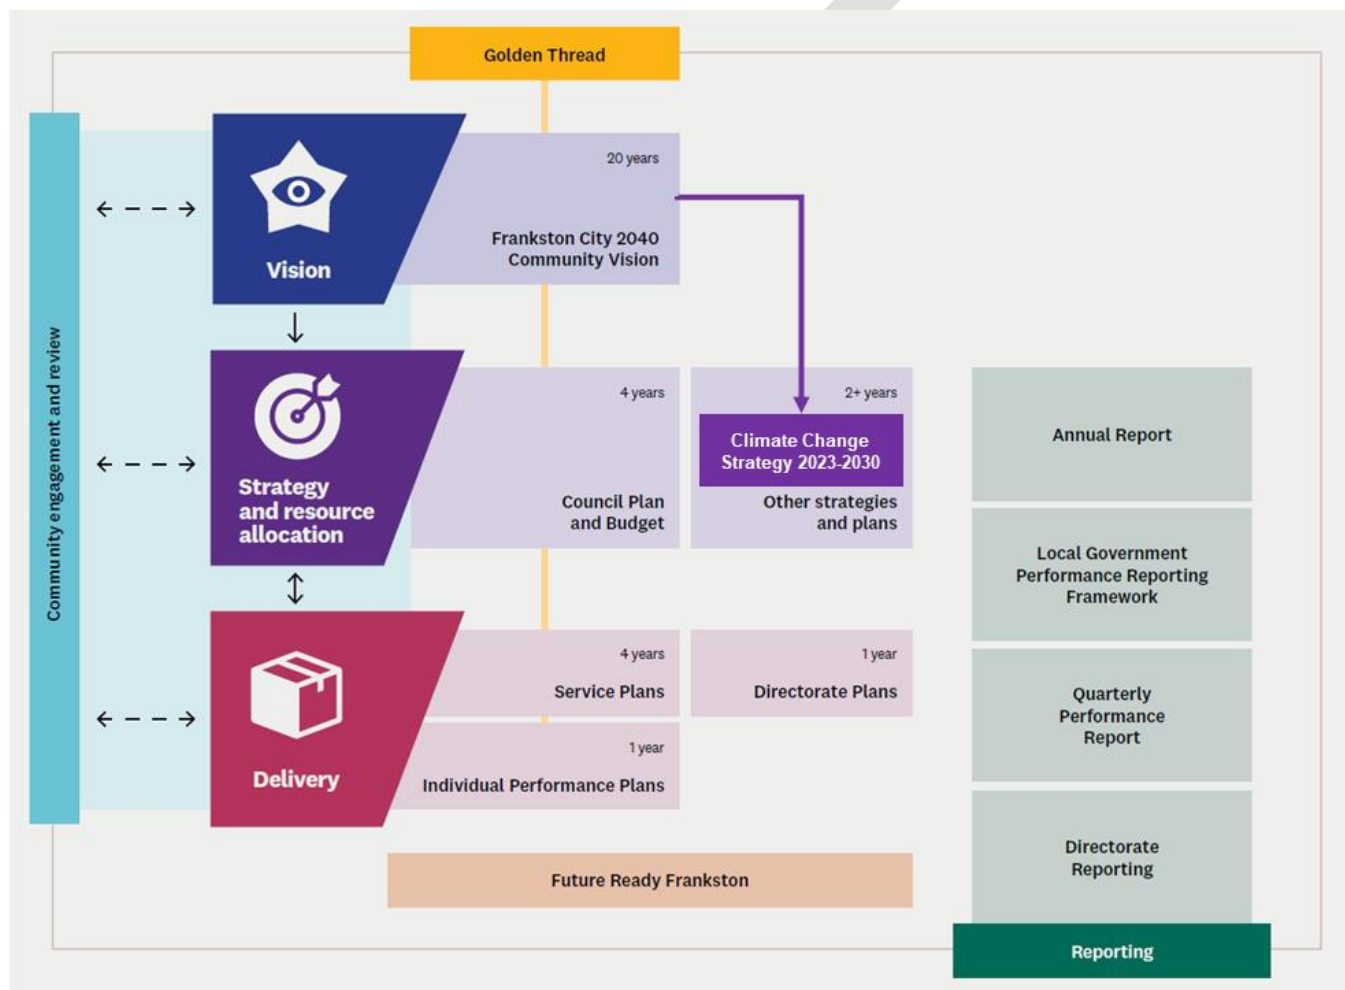 Golden Thread
Community engagement and review
Vision
20 years
Frankston City 2040
Community Vision
Strategy
and resource
allocation
4 years
Council Plan
and Budget
2+ years
Climate Change
Strategy 2023-2030
Other strategies
and plans
Delivery
4 years
Service Plans
1 year
Directorate Plans
1 year
Individual Performance Plans
Future Ready Frankston
Annual Report
Local Government
Performance Reporting
Framework
Quarterly
Performance
Report
Directorate
Reporting
Reporting